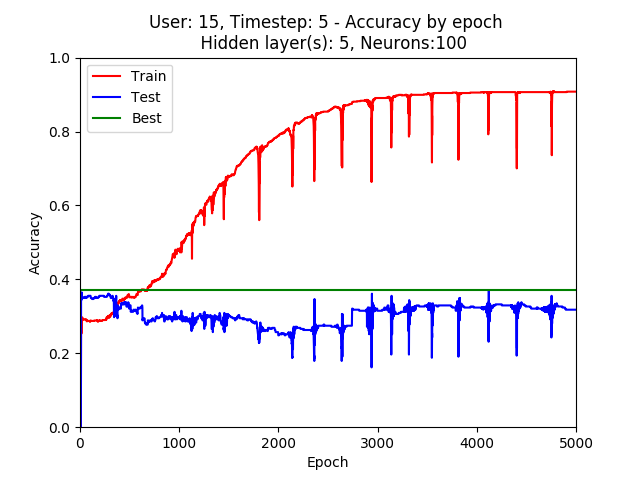 User: 15, Timestep: 5 - Accuracy by epoch
Hidden layer(s): 5, Neurons:100
Train
Test
Best
1.0
0.8
0.6
0.4
0.2
0.0
Accuracy
0 1000 2000 3000 4000 5000
Epoch